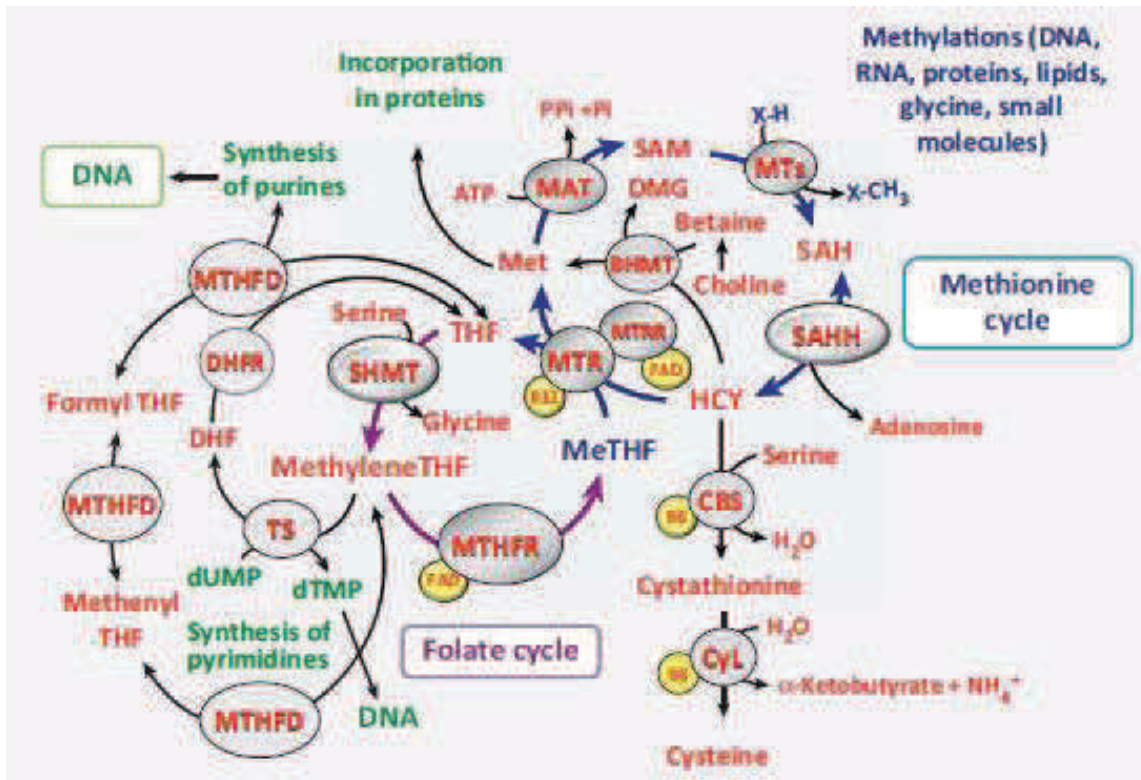 Methylations (DNA,
RNA, proteins, lipids,
glycine, small
molecules)
Incorporation
in proteins
PPi +Pi
X-H
SAM
MTs
DNA
Synthesis
of purines
MAT
ATP
DMG
X-CH3
Betaine
SAH
MTHFD
Met
BHMT
Choline
Methionine
cycle
Serine
THF
MTRR
SAHH
DHFR
SHMT
MTR
FAD
B12
Formyl THF
HCY
Glycine
Adenosine
DHF
MeTHF
MethyleneTHF
Serine
MTHFD
CBS
B6
TS
MTHFR
H2O
FAD
dUMP
dTMP
Cystathionine
Methenyl
THF
Synthesis of
pyrimidines
H2O
Folate cycle
CyL
B6
α-Ketobutyrate + NH4+
MTHFD
DNA
Cysteine